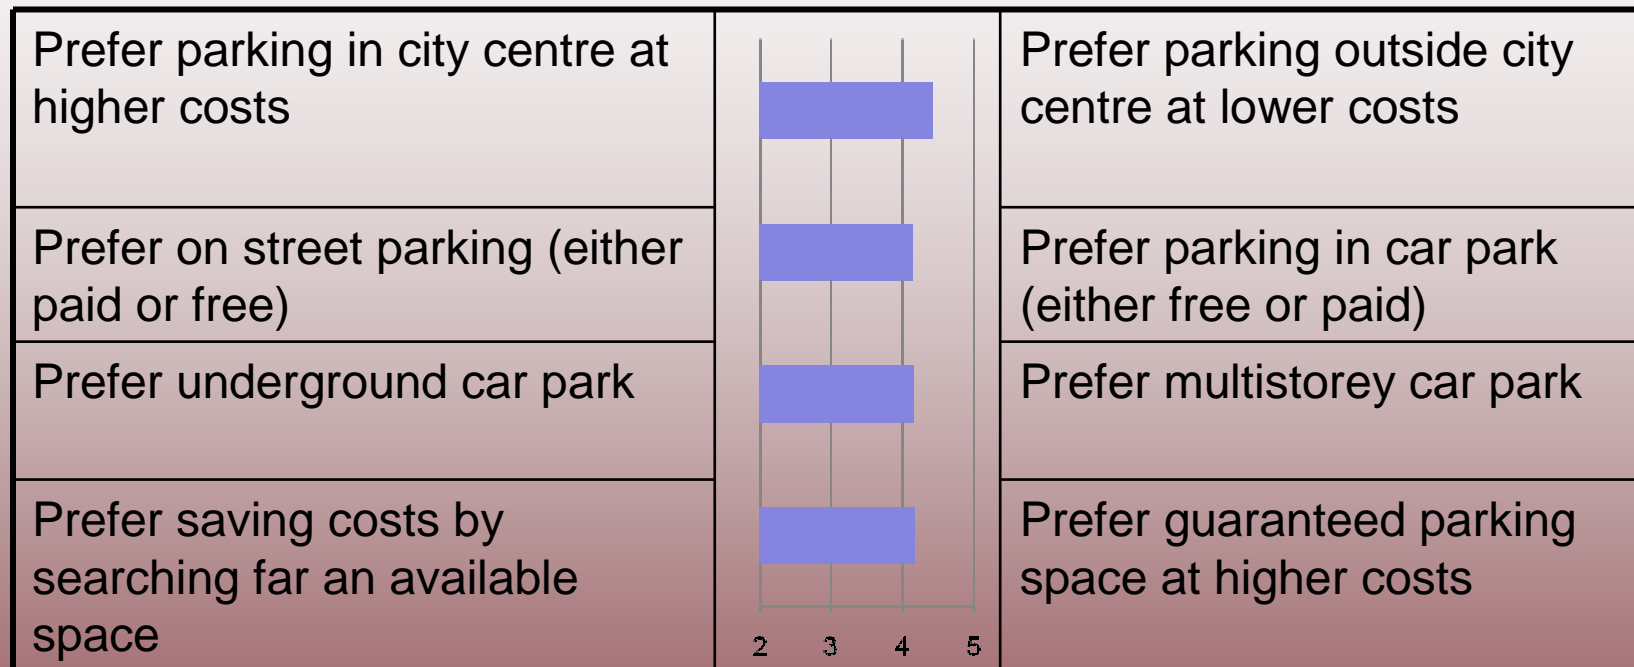 Prefer parking in city centre at
higher costs
Prefer parking outside city
centre at lower costs
Prefer on street parking (either
paid or free)
Prefer parking in car park
(either free or paid)
Prefer underground car park
Prefer multistorey car park
Prefer saving costs by
searching far an available
space
Prefer guaranteed parking
space at higher costs
2 3 4 5